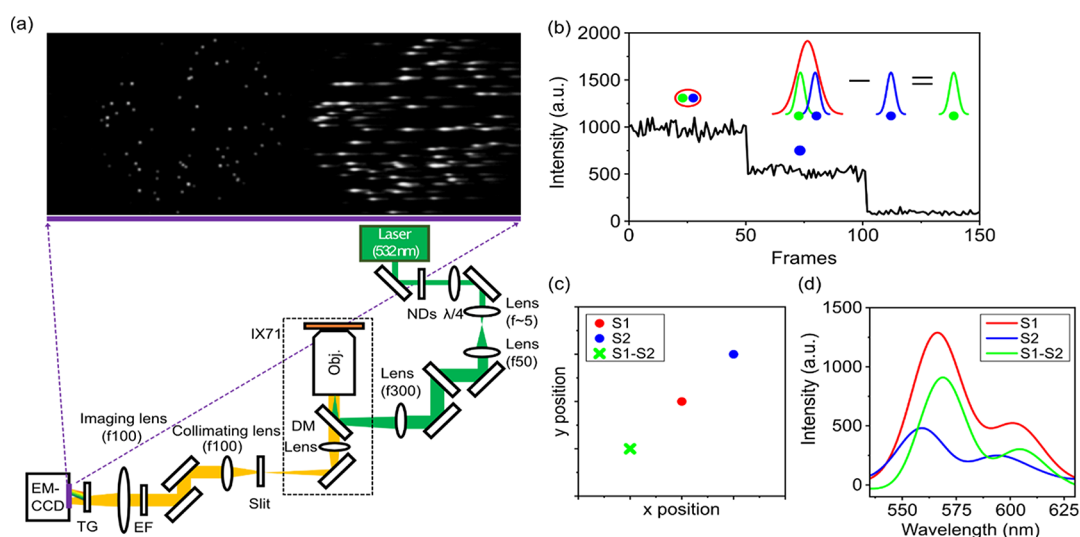 (a)
Laser
(532nm)
NDs λ/4
Lens
(f~5)
Lens
(f50)
IX71
Obj.
Lens
(f300)
DM
Lens
Imaging lens
(f100)
Collimating lens
(f100)
Slit
EM-
CCD
TG
EF
(b)
2000
1500
1000
500
0
Intensity (a.u.)
0 50 100 150
Frames
(c)
S1
S2
S1-S2
y position
x position
(d)
1500
1000
500
0
Intensity (a.u.)
S1
S2
S1-S2
550 575 600 625
Wavelength (nm)